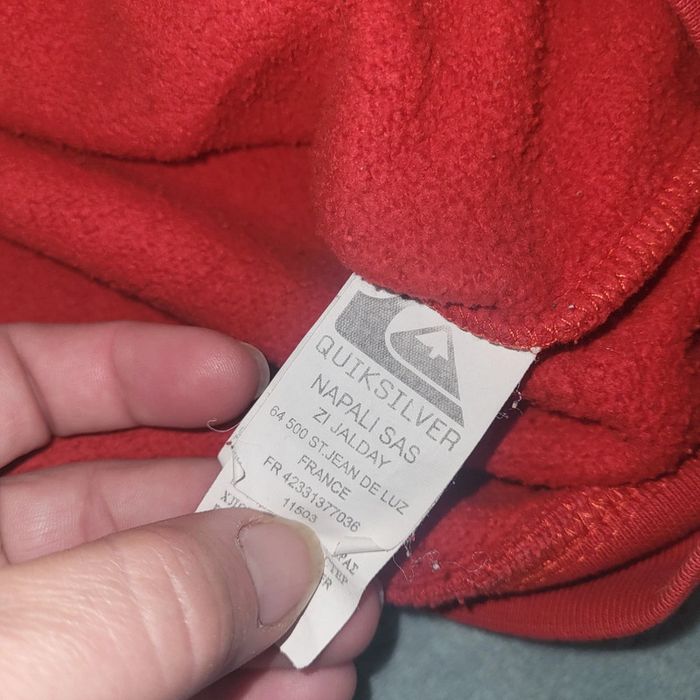 QUIKSILVER
NAPALI SAS
ZI JALDAY
64 500 ST.JEAN DE LUZ
FRANCE
FR 42331377036
11503